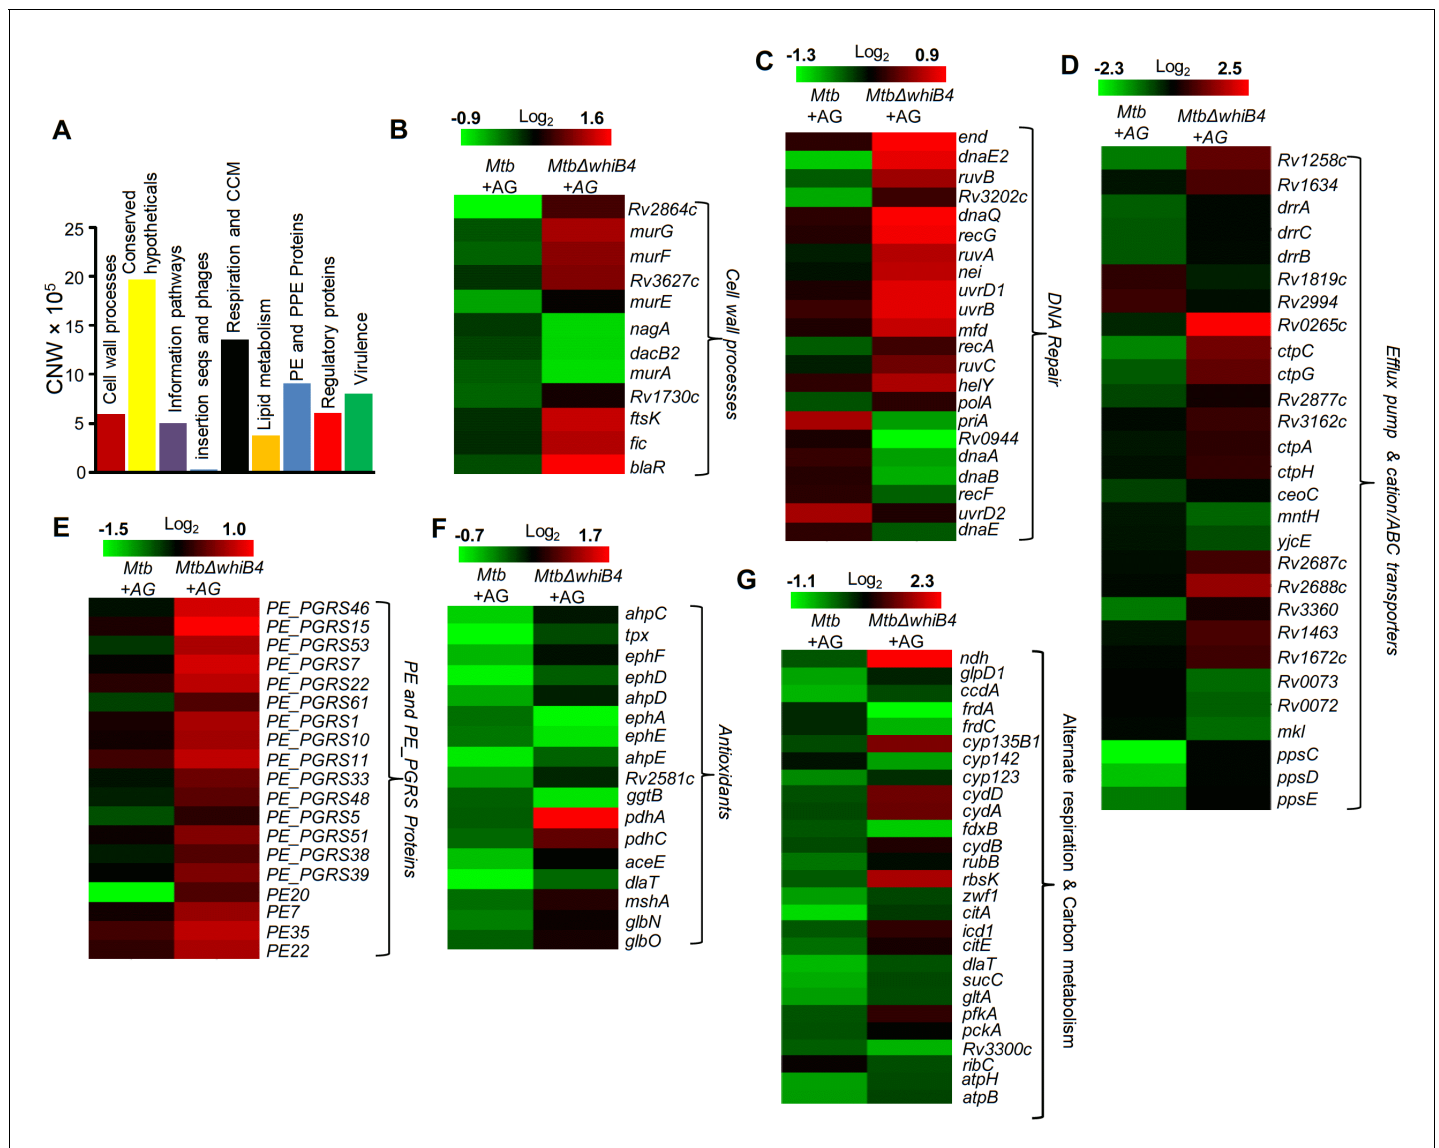 A
CNW × 10⁵
25
20
15
10
5
0
Cell wall processes
Conserved
hypotheticals
Information pathways
insertion seqs and phages
Respiration and CCM
Lipid metabolism
PE and PPE Proteins
Regulatory proteins
Virulence
B
-0.9 Log₂ 1.6
Mtb MtbΔwhiB4
+AG +AG
Rv2864c
murG
murF
Rv3627c
murE
nagA
dacB2
murA
Rv1730c
ftsK
fic
blaR
Cell wall processes
C
-1.3 Log₂ 0.9
Mtb MtbΔwhiB4
+AG +AG
end
dnaE2
ruvB
Rv3202c
dnaQ
recG
ruvA
nei
uvrD1
uvrB
mfd
recA
ruvC
helY
polA
priA
Rv0944
dnaA
dnaB
recF
uvrD2
dnaE
DNA Repair
D
-2.3 Log₂ 2.5
Mtb MtbΔwhiB4
+AG +AG
Rv1258c
Rv1634
drrA
drrC
drrB
Rv1819c
Rv2994
Rv0265c
ctpC
ctpG
Rv2877c
Rv3162c
ctpA
ctpH
ceoC
mntH
yjcE
Rv2687c
Rv2688c
Rv3360
Rv1463
Rv1672c
Rv0073
Rv0072
mkl
ppsC
ppsD
ppsE
Efflux pump & cation/ABC transporters
E
-1.5 Log₂ 1.0
Mtb MtbΔwhiB4
+AG +AG
PE_PGRS46
PE_PGRS15
PE_PGRS53
PE_PGRS7
PE_PGRS22
PE_PGRS61
PE_PGRS1
PE_PGRS10
PE_PGRS11
PE_PGRS33
PE_PGRS48
PE_PGRS5
PE_PGRS51
PE_PGRS38
PE_PGRS39
PE20
PE7
PE35
PE22
PE and PE_PGRS Proteins
F
-0.7 Log₂ 1.7
Mtb MtbΔwhiB4
+AG +AG
ahpC
tpx
ephF
ephD
ahpD
ephA
ephE
ahpE
Rv2581c
ggtB
pdhA
pdhC
aceE
dlaT
mshA
glbN
glbO
Antioxidants
G
-1.1 Log₂ 2.3
Mtb MtbΔwhiB4
+AG +AG
ndh
glpD1
ccdA
frdA
frdC
cyp135B1
cyp142
cyp123
cydD
cydA
fdxB
cydB
rubB
rbsK
zwf1
citA
icd1
citE
dlaT
sucC
gltA
pfkA
pckA
Rv3300c
ribC
atpH
atpB
Alternate respiration & Carbon metabolism